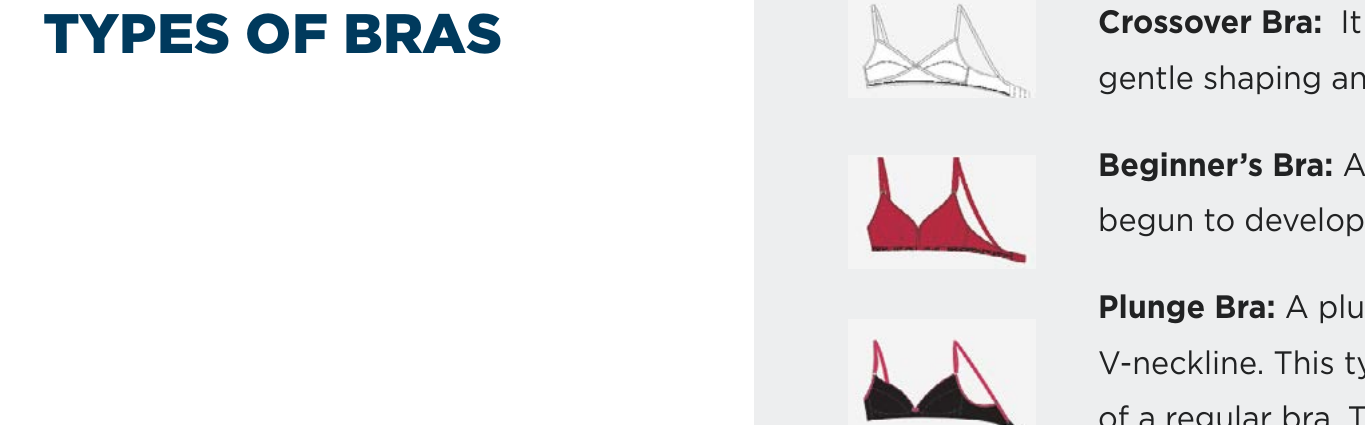 TYPES OF BRAS
Crossover Bra: It
gentle shaping an
Beginner’s Bra: A
begun to develop
Plunge Bra: A plu
V-neckline. This ty
of a regular bra. T